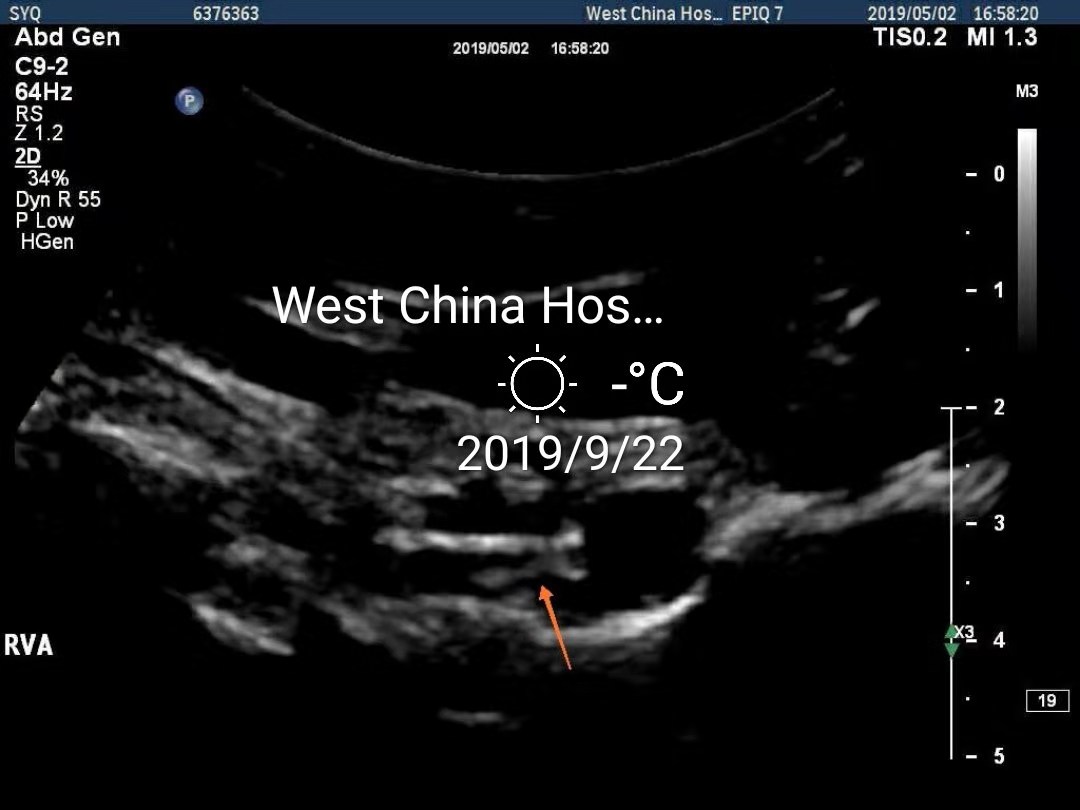 SYQ 6376363 West China Hos... EPIQ 7 2019/05/02 16:58:20
Abd Gen 2019/05/02 16:58:20 TIS0.2 MI 1.3
C9-2
64Hz
P
M3
RS
Z 1.2
2D
34%
Dyn R 55
P Low
HGen
0
1
West China Hos...
-°C
2
2019/9/22
3
RVA
X3
4
19
5